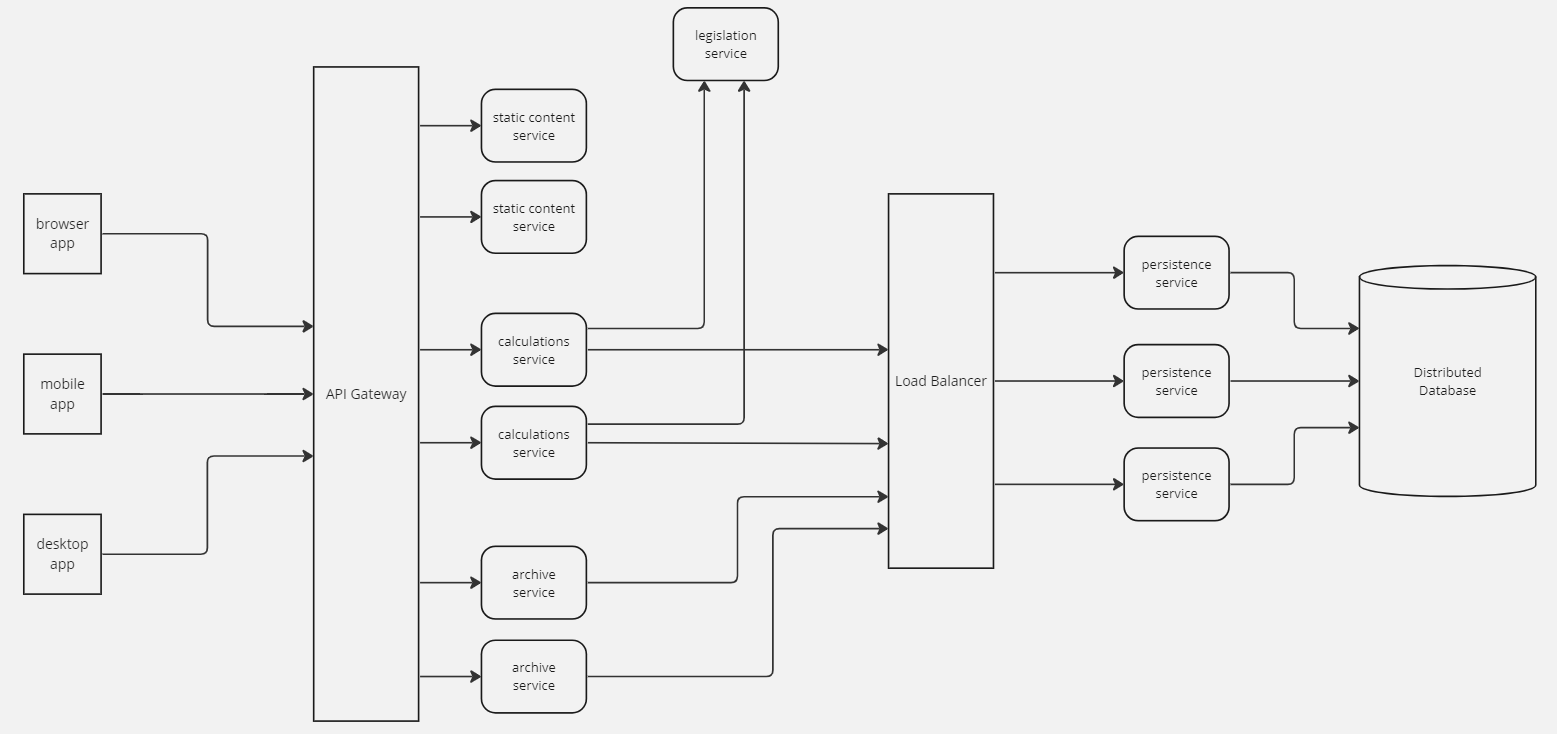 legislation
service
static content
service
static content
service
browser
app
mobile
app
desktop
app
API Gateway
calculations
service
calculations
service
archive
service
archive
service
Load Balancer
persistence
service
persistence
service
persistence
service
Distributed
Database